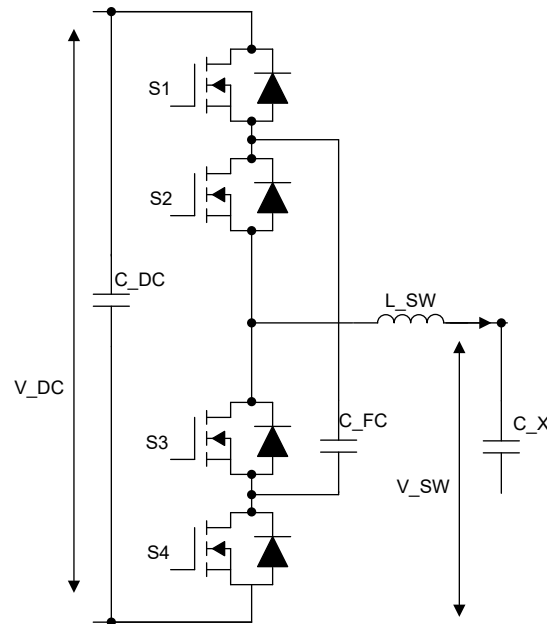 S1
S2
C_DC
L_SW
V_DC
C_X
S3
C_FC
V_SW
S4